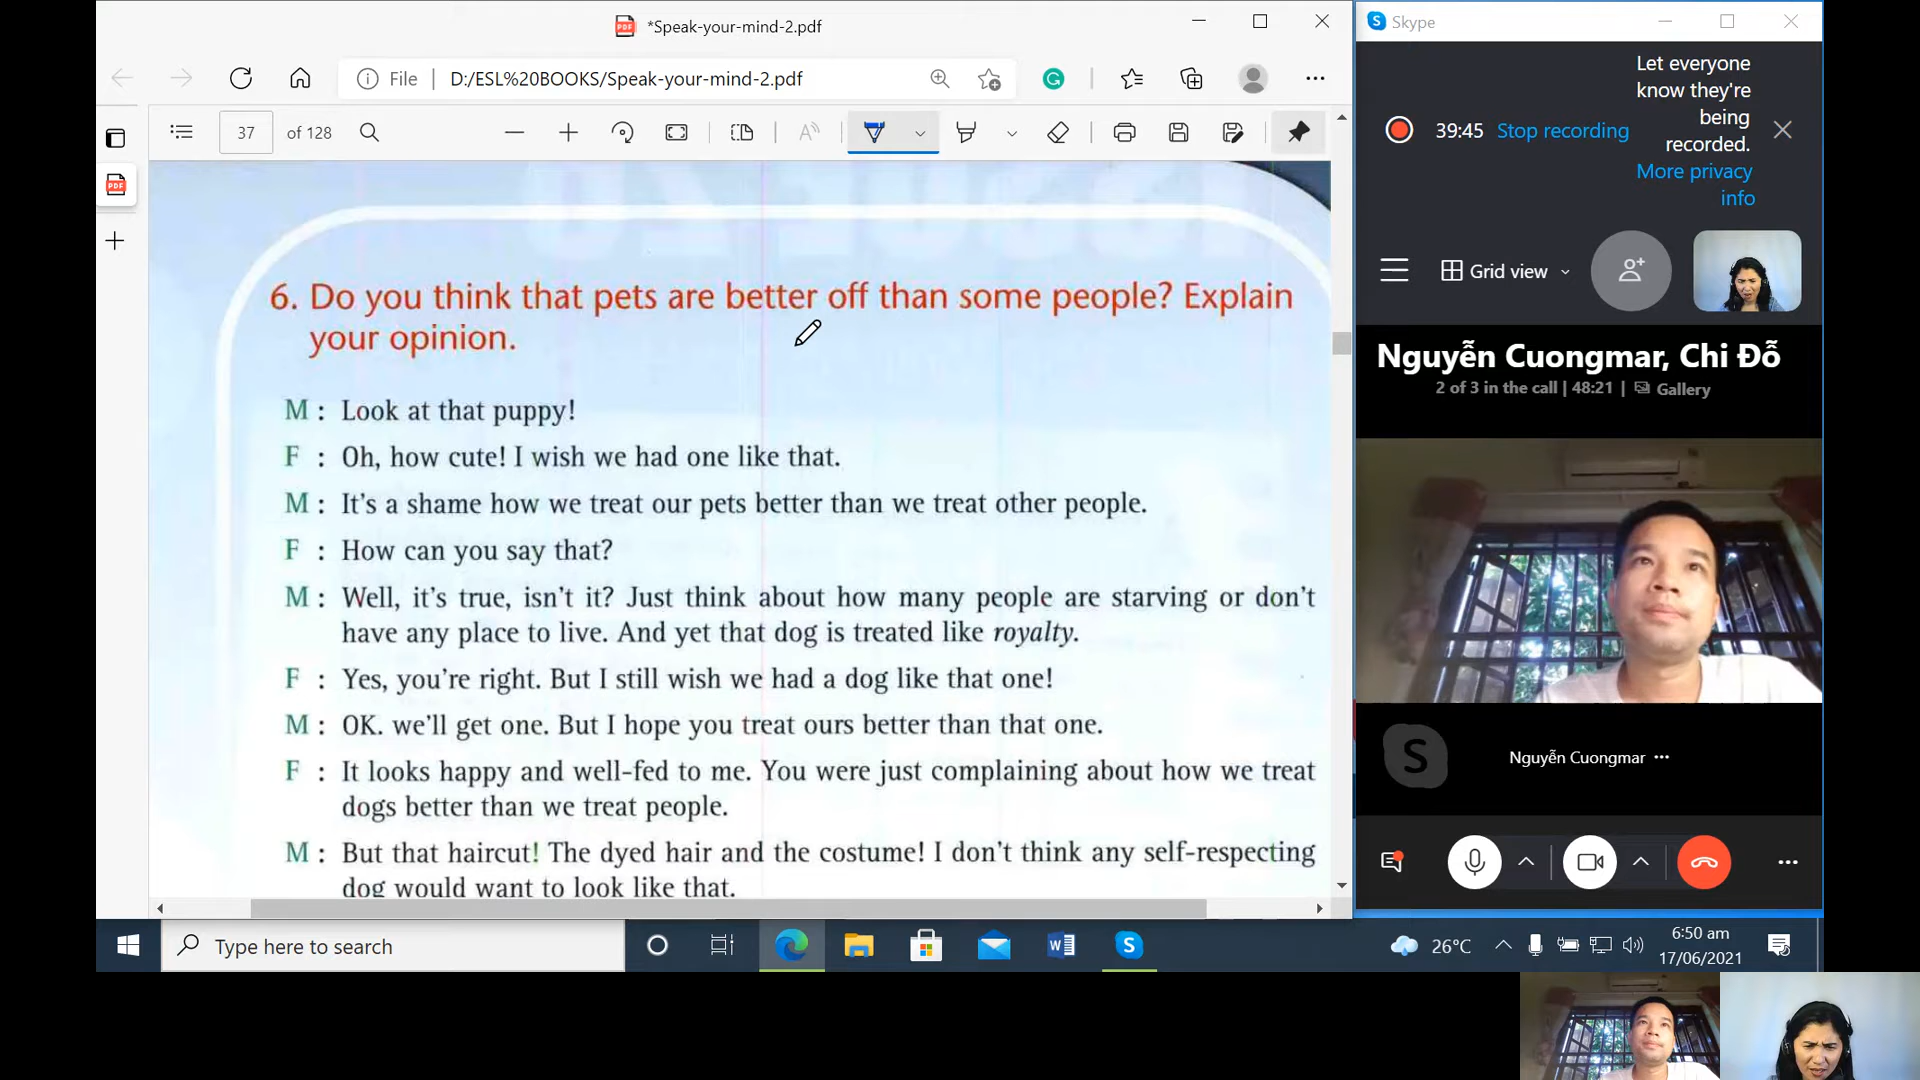 *Speak-your-mind-2.pdf
File
D:/ESL%20BOOKS/Speak-your-mind-2.pdf
37 of 128
6. Do you think that pets are better off than some people? Explain
your opinion.
M : Look at that puppy!
F : Oh, how cute! I wish we had one like that.
M : It's a shame how we treat our pets better than we treat other people.
F : How can you say that?
M : Well, it's true, isn't it? Just think about how many people are starving or don't
have any place to live. And yet that dog is treated like royalty.
F : Yes, you're right. But I still wish we had a dog like that one!
M : OK. we'll get one. But I hope you treat ours better than that one.
F : It looks happy and well-fed to me. You were just complaining about how we treat
dogs better than we treat people.
M : But that haircut! The dyed hair and the costume! I don't think any self-respecting
dog would want to look like that.
Type here to search
Skype
39:45 Stop recording
Let everyone
know they're
being
recorded.
More privacy
info
Grid view
Nguyễn Cuongmar, Chi Đỗ
2 of 3 in the call | 48:21 | Gallery
Nguyễn Cuongmar
26°C
6:50 am
17/06/2021